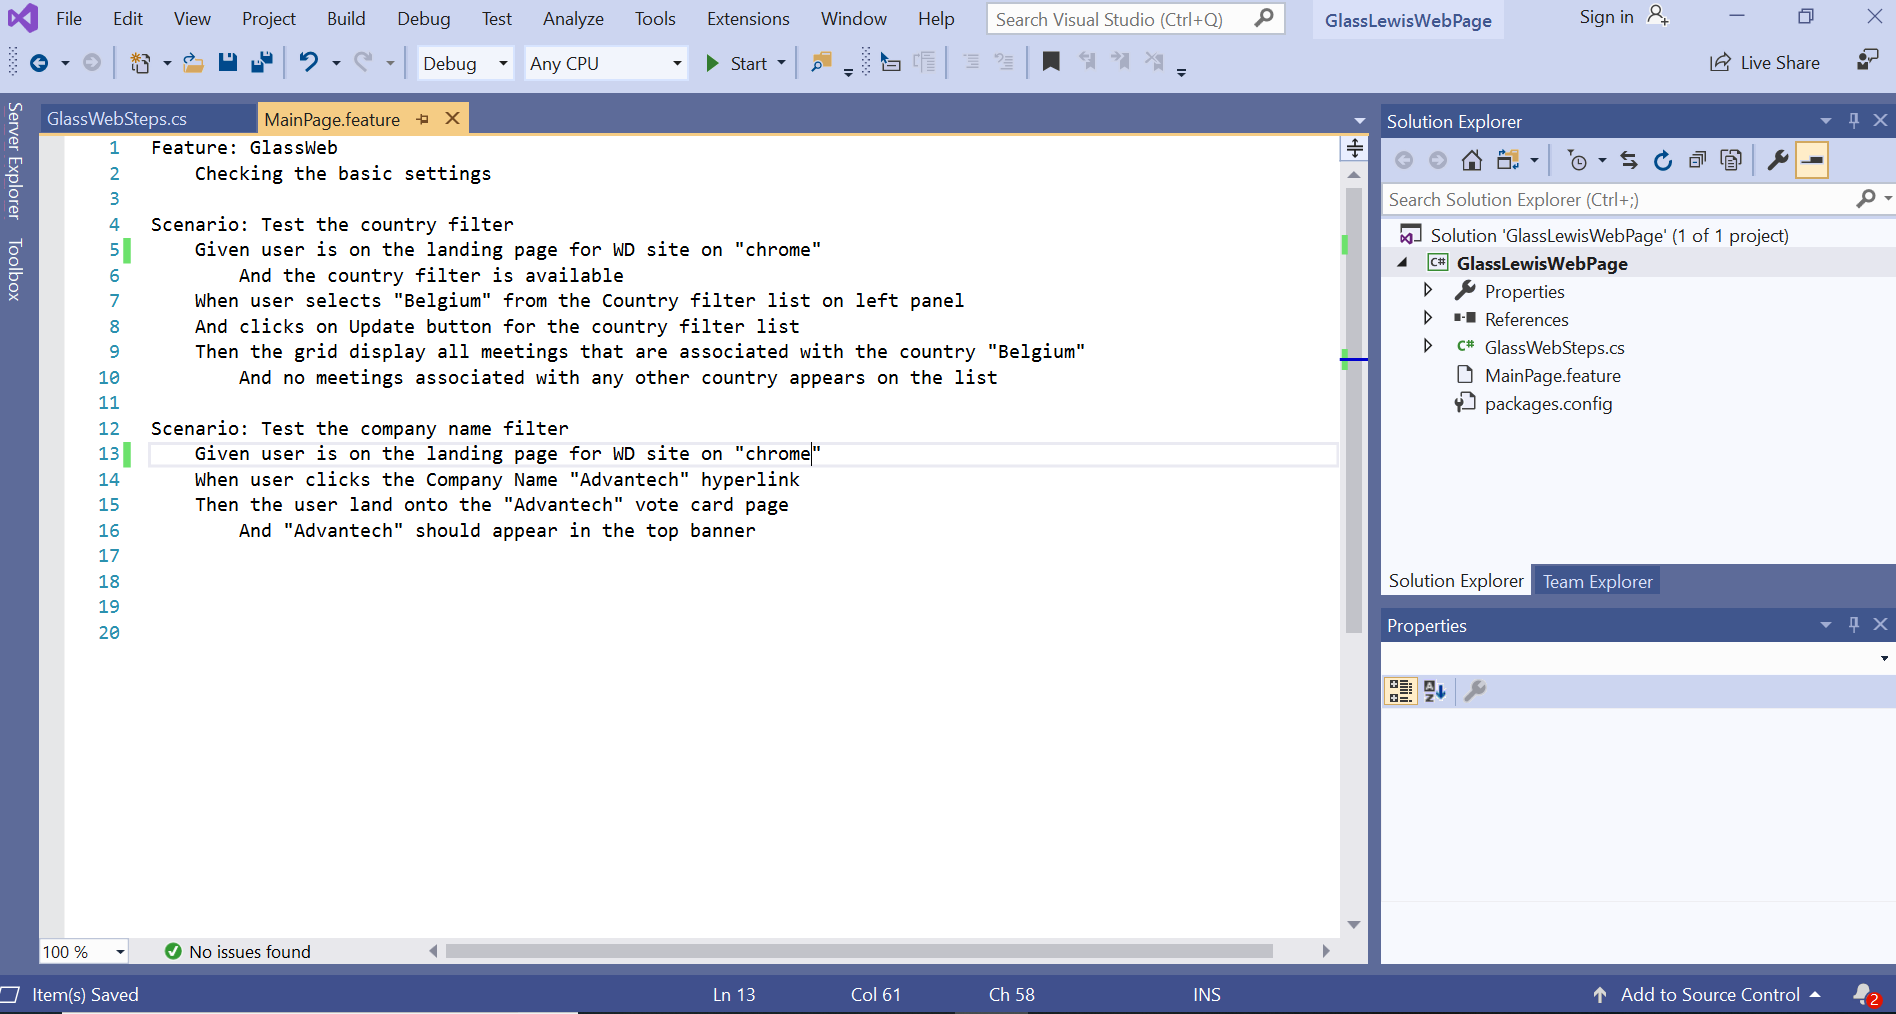 File Edit View Project Build Debug Test Analyze Tools Extensions Window Help Search Visual Studio (Ctrl+Q) GlassLewisWebPage Sign in
Debug Any CPU Start Live Share
Server Explorer
Toolbox
GlassWebSteps.cs MainPage.feature
1 Feature: GlassWeb
2 Checking the basic settings
3
4 Scenario: Test the country filter
5 Given user is on the landing page for WD site on "chrome"
6 And the country filter is available
7 When user selects "Belgium" from the Country filter list on left panel
8 And clicks on Update button for the country filter list
9 Then the grid display all meetings that are associated with the country "Belgium"
10 And no meetings associated with any other country appears on the list
11
12 Scenario: Test the company name filter
13 Given user is on the landing page for WD site on "chrome"
14 When user clicks the Company Name "Advantech" hyperlink
15 Then the user land onto the "Advantech" vote card page
16 And "Advantech" should appear in the top banner
17
18
19
20
100 % No issues found
Solution Explorer
Search Solution Explorer (Ctrl+;)
Solution 'GlassLewisWebPage' (1 of 1 project)
C# GlassLewisWebPage
Properties
References
C# GlassWebSteps.cs
MainPage.feature
packages.config
Solution Explorer Team Explorer
Properties
A
Z
Item(s) Saved Ln 13 Col 61 Ch 58 INS Add to Source Control 2